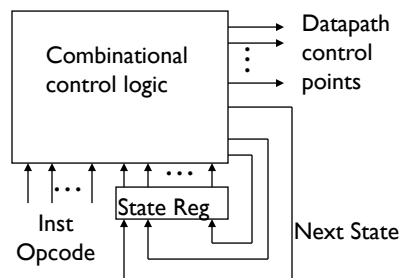 Combinational
control logic
Datapath
control
points
Inst
Opcode
State Reg
Next State